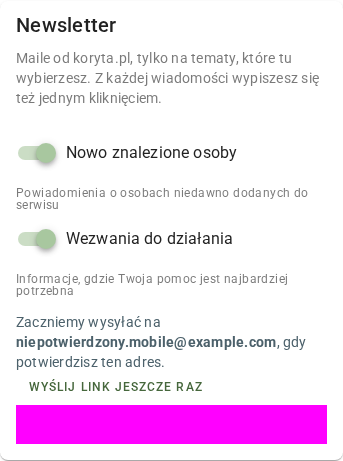 Newsletter
Maile od koryta.pl, tylko na tematy, które tu
wybierzesz. Z każdej wiadomości wypiszesz się
też jednym kliknięciem.
Nowo znalezione osoby
Powiadomienia o osobach niedawno dodanych do
serwisu
Wezwania do działania
Informacje, gdzie Twoja pomoc jest najbardziej
potrzebna
Zaczniemy wysyłać na
niepotwierdzony.mobile@example.com, gdy
potwierdzisz ten adres.
WYŚLIJ LINK JESZCZE RAZ